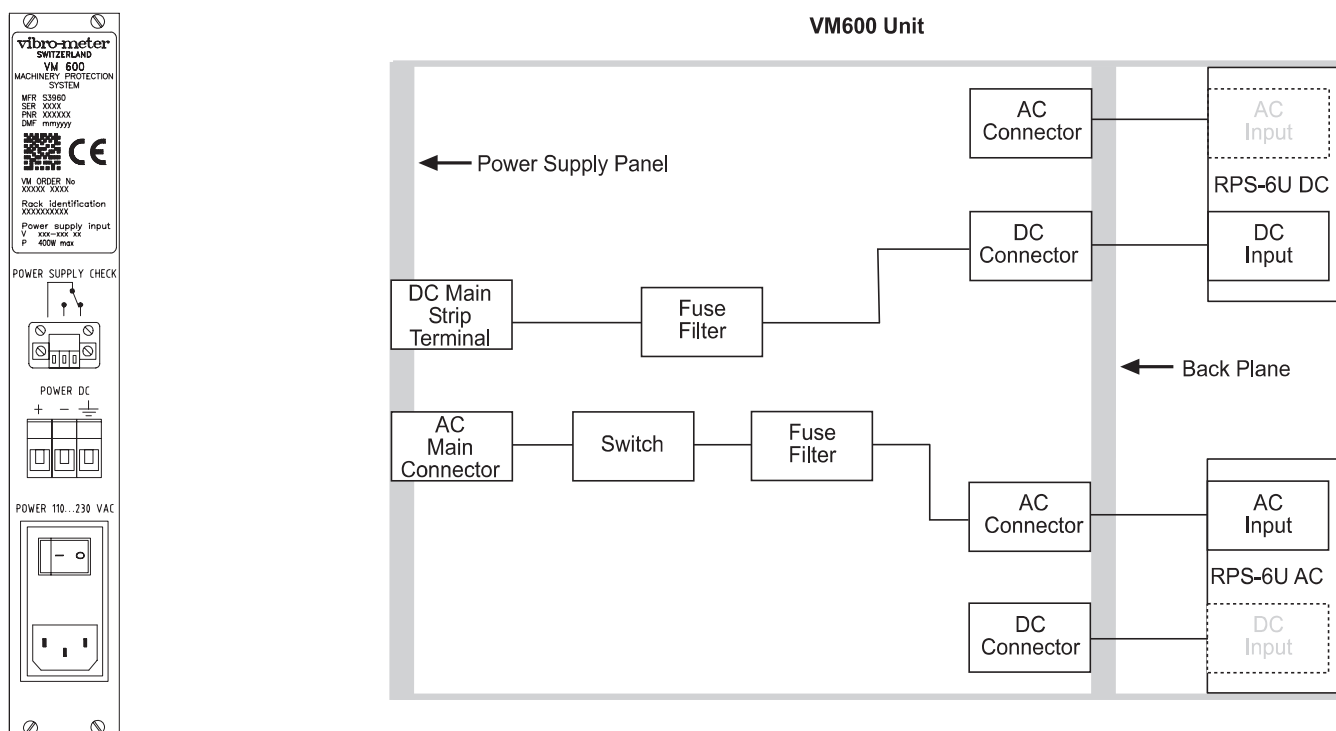 vibro-meter
SWITZERLAND
VM 600
MACHINERY PROTECTION
SYSTEM
MFR S3960
SER XXXX
PNR XXXXXX
DMF mmyyyy
CE
VM ORDER No
XXXXX XXXX
Rack identification
XXXXXXXXXX
Power supply input
V xxx-xxx xx
P 400W max
POWER SUPPLY CHECK
POWER DC
+ -
POWER 110...230 VAC
- O
VM600 Unit
Power Supply Panel
AC
Connector
AC
Input
RPS-6U DC
DC
Connector
DC
Input
DC Main
Strip
Terminal
Fuse
Filter
Back Plane
AC
Main
Connector
Switch
Fuse
Filter
AC
Connector
AC
Input
RPS-6U AC
DC
Connector
DC
Input